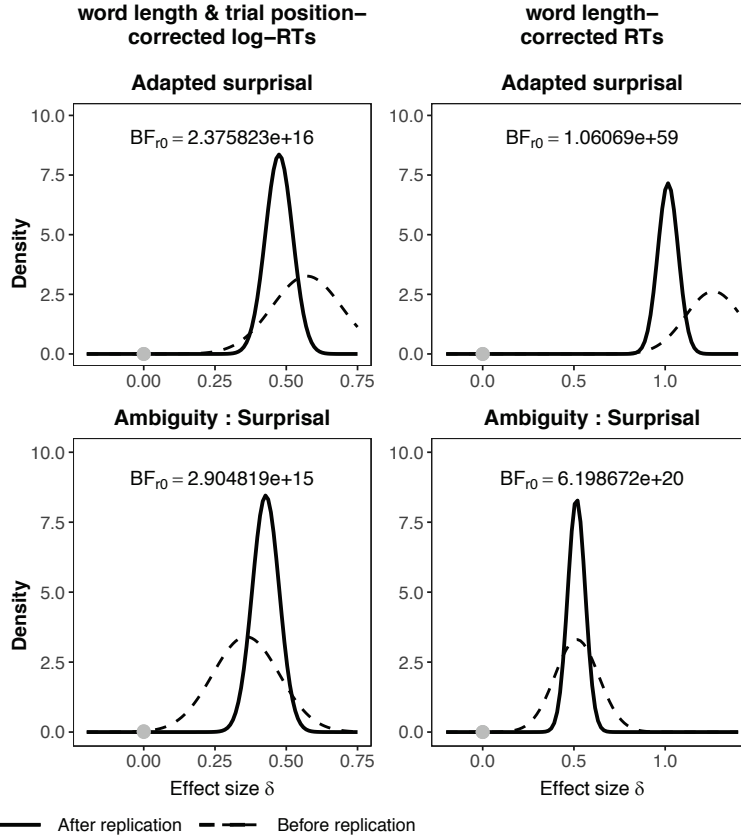 word length & trial position−
corrected log−RTs
word length−
corrected RTs
Adapted surprisal
Adapted surprisal
10.0
7.5
5.0
2.5
0.0
Density
BFr0 = 2.375823e+16
0.00 0.25 0.50 0.75
10.0
7.5
5.0
2.5
0.0
BFr0 = 1.06069e+59
0.0 0.5 1.0
Ambiguity : Surprisal
Ambiguity : Surprisal
10.0
7.5
5.0
2.5
0.0
Density
BFr0 = 2.904819e+15
0.00 0.25 0.50 0.75
Effect size δ
10.0
7.5
5.0
2.5
0.0
BFr0 = 6.198672e+20
0.0 0.5 1.0
Effect size δ
After replication Before replication